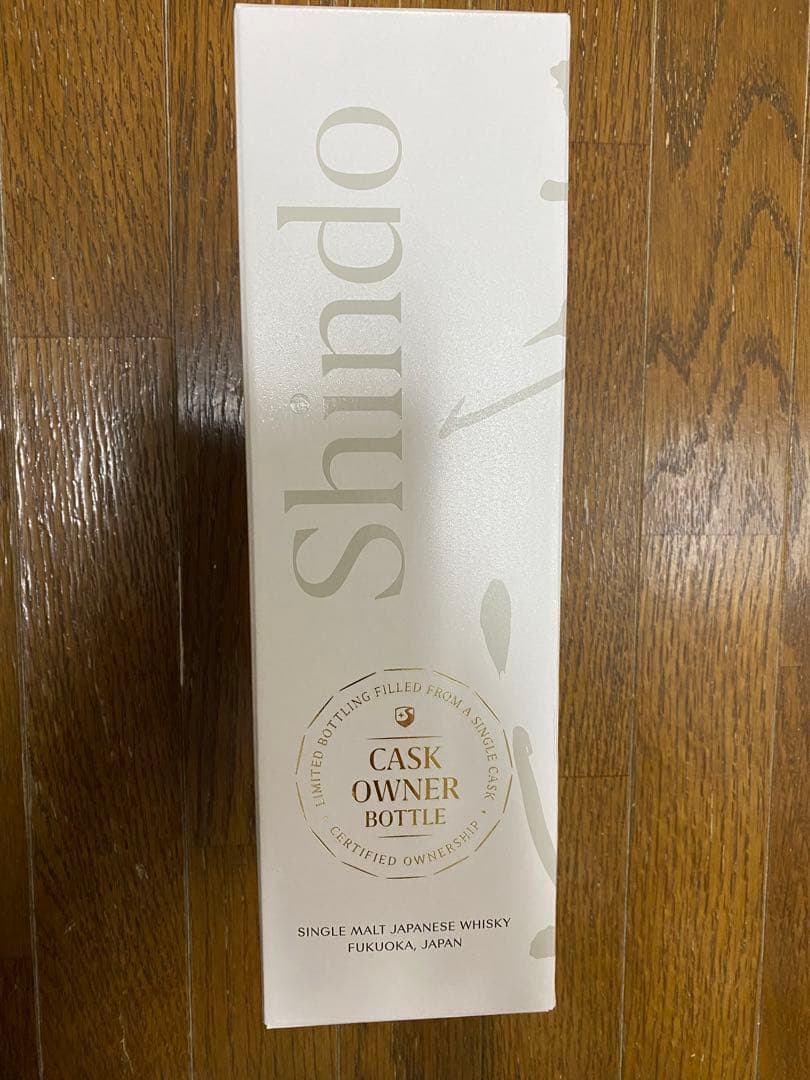 Shindo
LIMITED BOTTLING FILLED FROM A SINGLE CASK
CASK
OWNER
BOTTLE
CERTIFIED OWNERSHIP
SINGLE MALT JAPANESE WHISKY
FUKUOKA, JAPAN